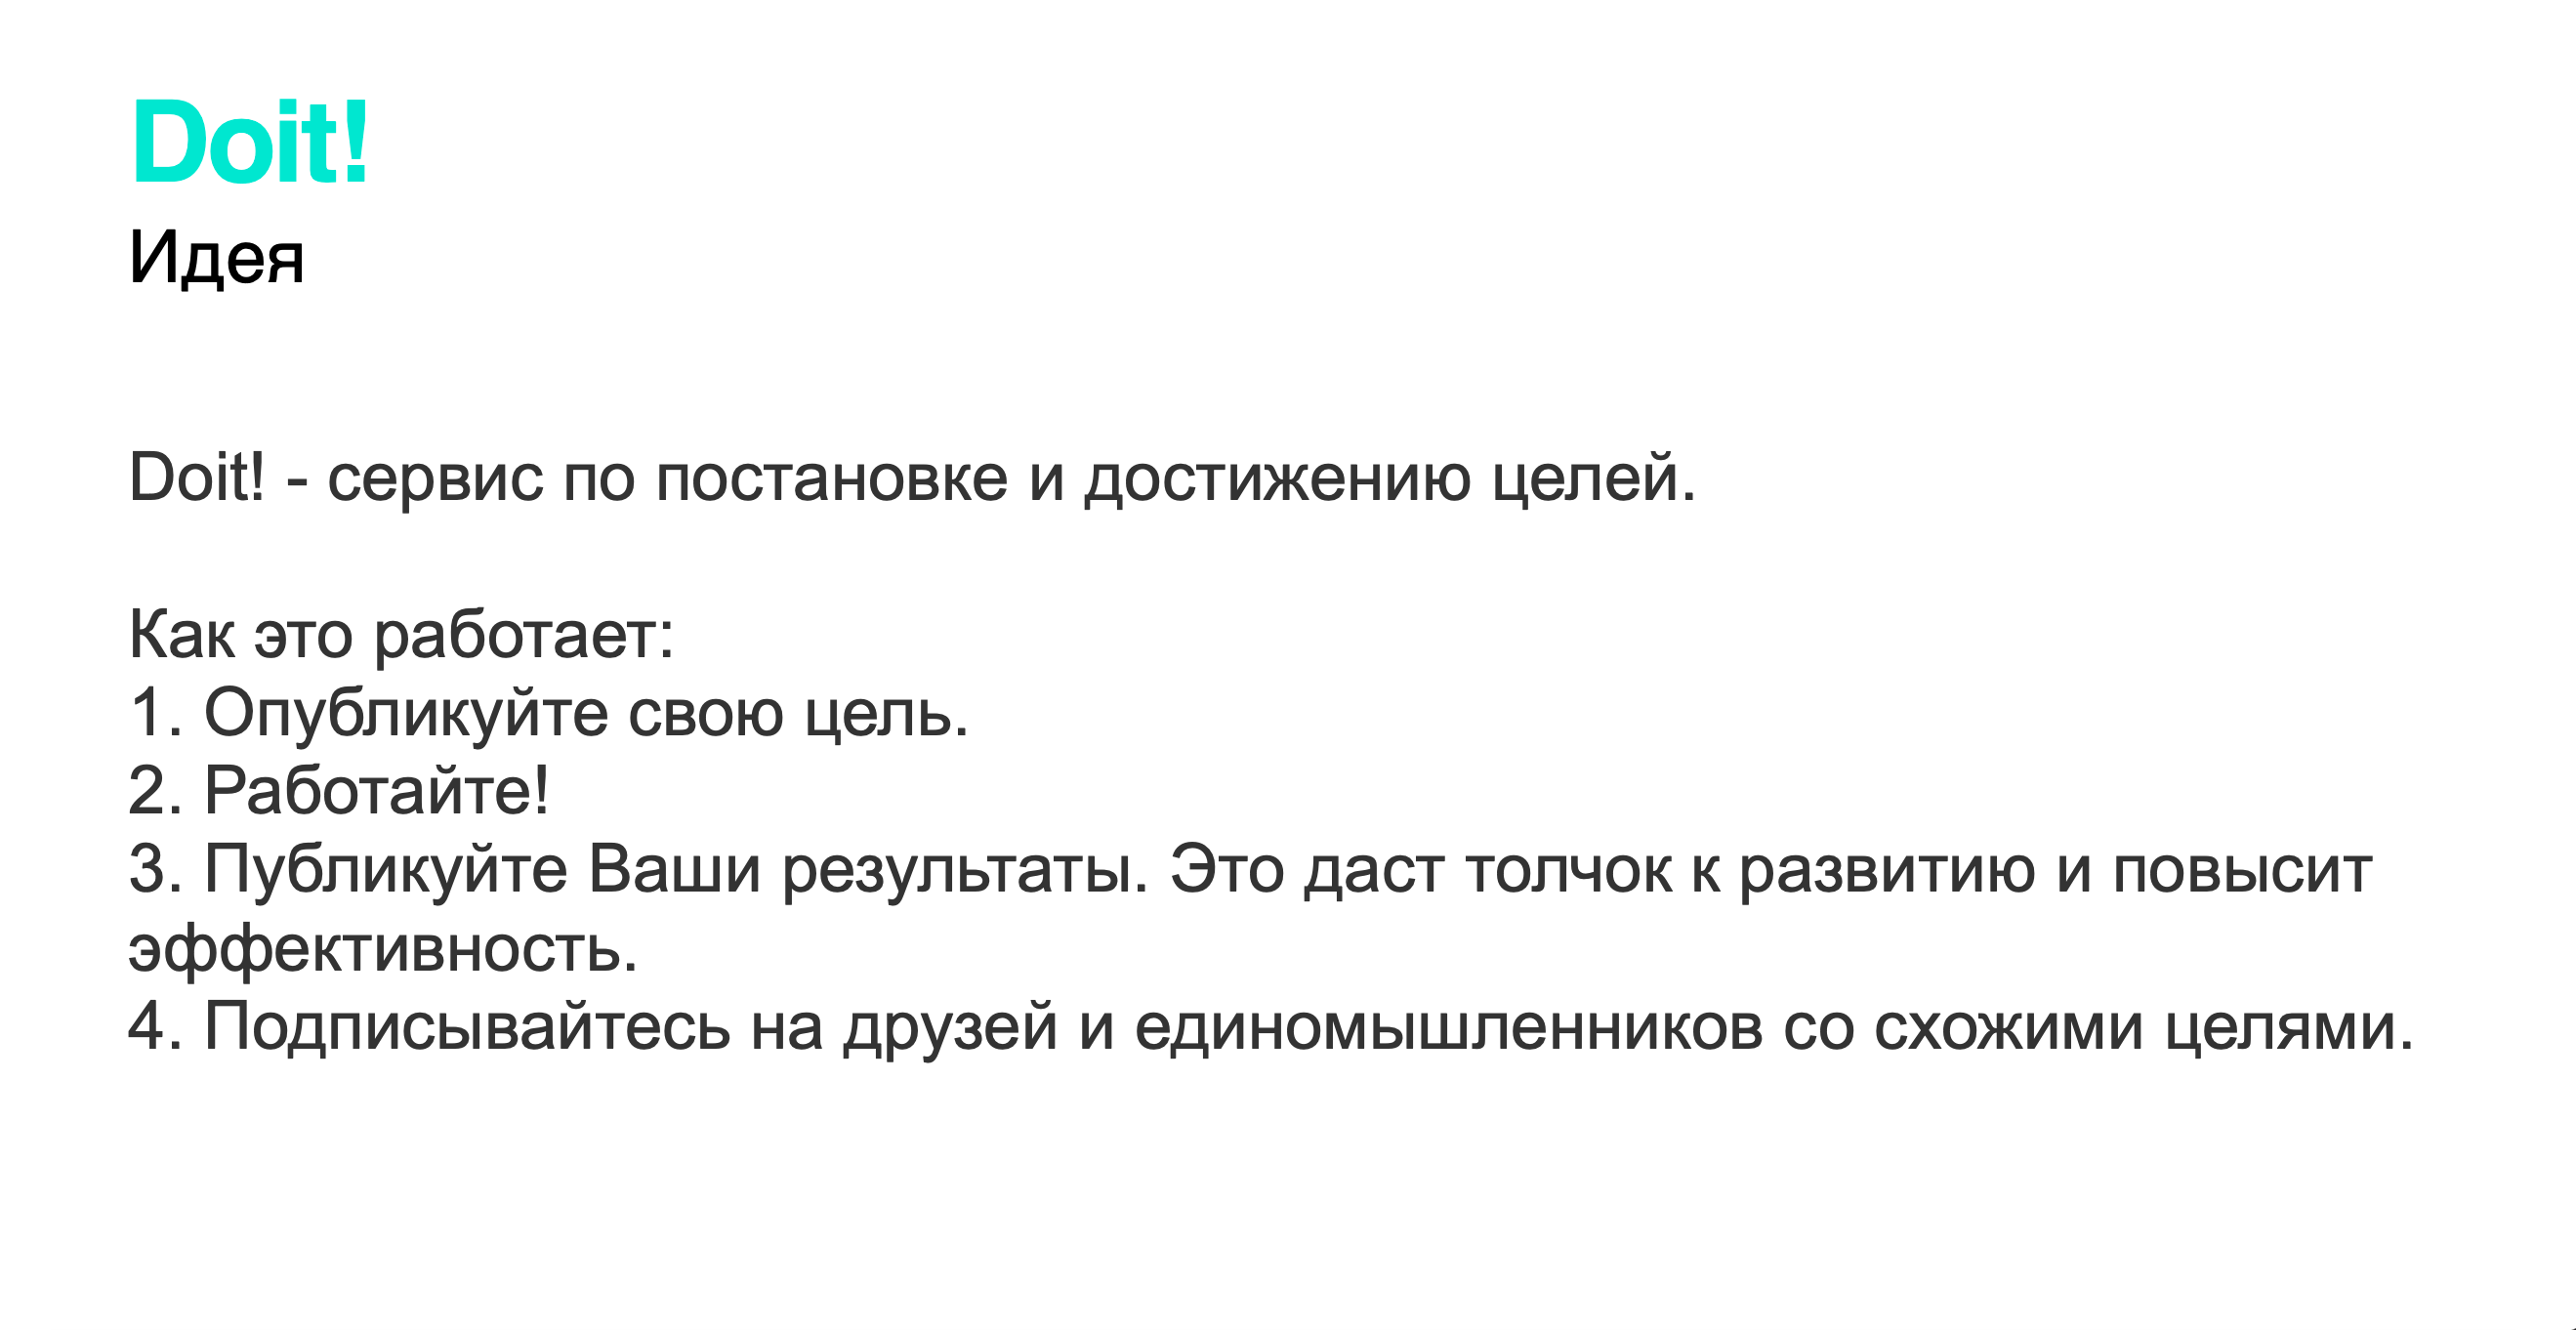 Doit!
Идея
Doit! - сервис по постановке и достижению целей.
Как это работает:
1. Опубликуйте свою цель.
2. Работайте!
3. Публикуйте Ваши результаты. Это даст толчок к развитию и повысит
эффективность.
4. Подписывайтесь на друзей и единомышленников со схожими целями.